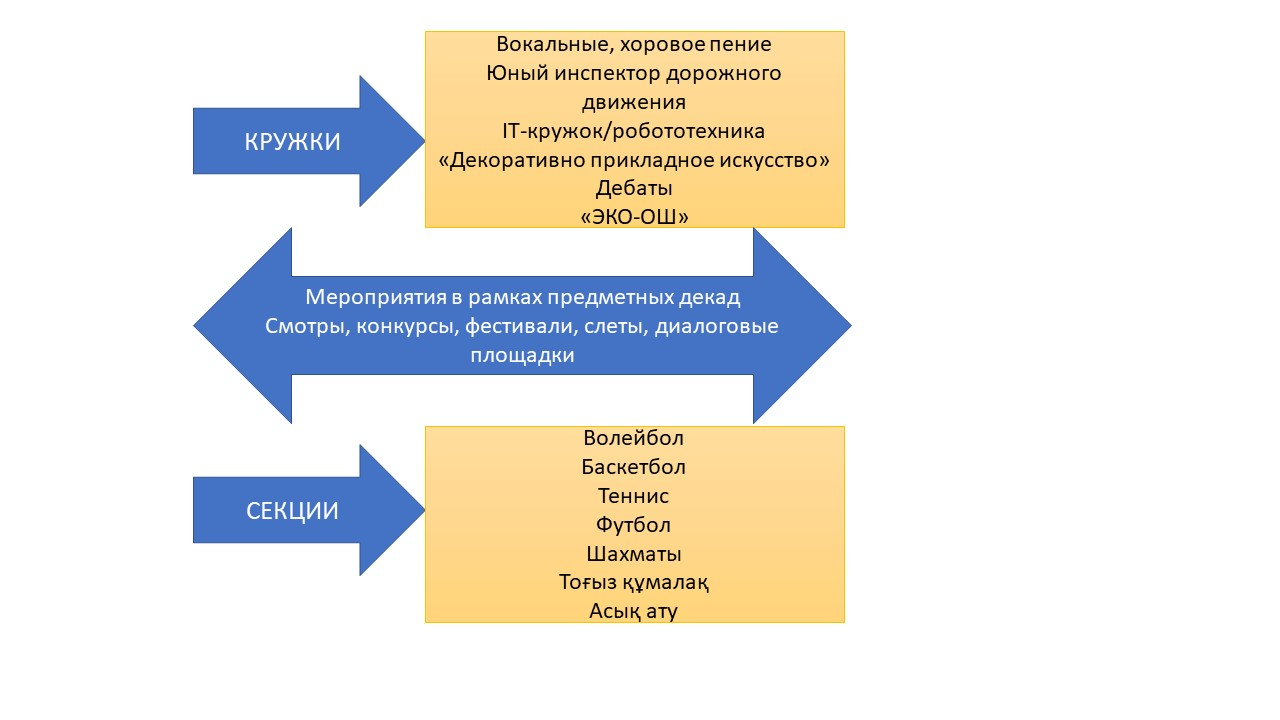 Вокальные, хоровое пение
Юный инспектор дорожного
движения
IT-кружок/робототехника
«Декоративно прикладное искусство»
Дебаты
«ЭКО-ОШ»
КРУЖКИ
Мероприятия в рамках предметных декад
Смотры, конкурсы, фестивали, слеты, диалоговые
площадки
СЕКЦИИ
Волейбол
Баскетбол
Теннис
Футбол
Шахматы
Тоғыз құмалақ
Асық ату